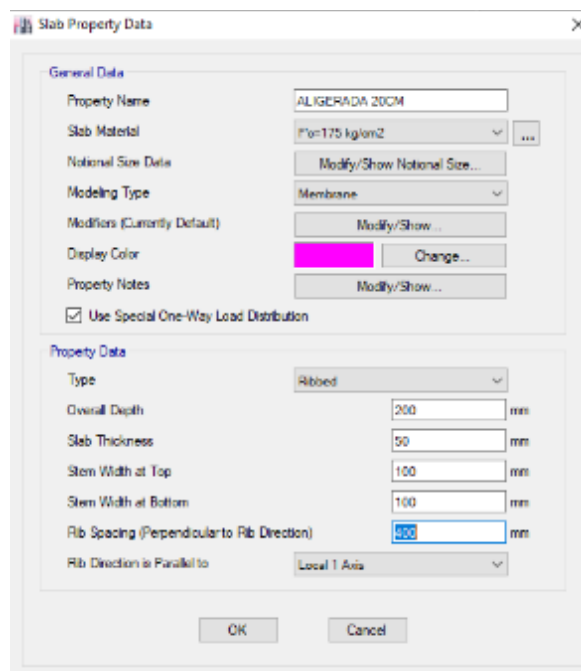 Slab Property Data
General Data
Property Name ALIGERADA 20CM
Slab Material f'c=175 kg/cm2 ...
Notional Size Data Modify/Show Notional Size...
Modeling Type Membrane
Modifiers (Currently Default) Modify/Show...
Display Color Change...
Property Notes Modify/Show...
Use Special One-Way Load Distribution
Property Data
Type Ribbed
Overall Depth 200 mm
Slab Thickness 50 mm
Stem Width at Top 100 mm
Stem Width at Bottom 100 mm
Rib Spacing (Perpendicular to Rib Direction) 400 mm
Rib Direction is Parallel to Local 1 Axis
OK Cancel